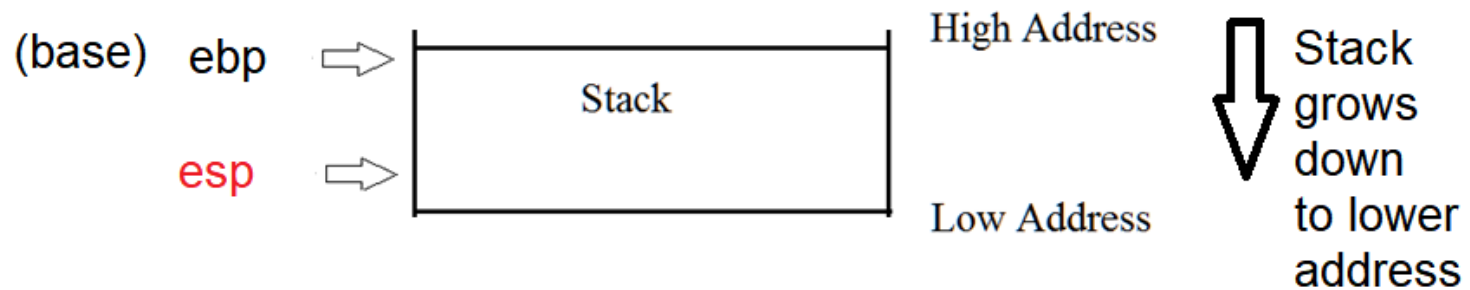 (base) ebp
esp
Stack
High Address
Low Address
Stack
grows
down
to lower
address